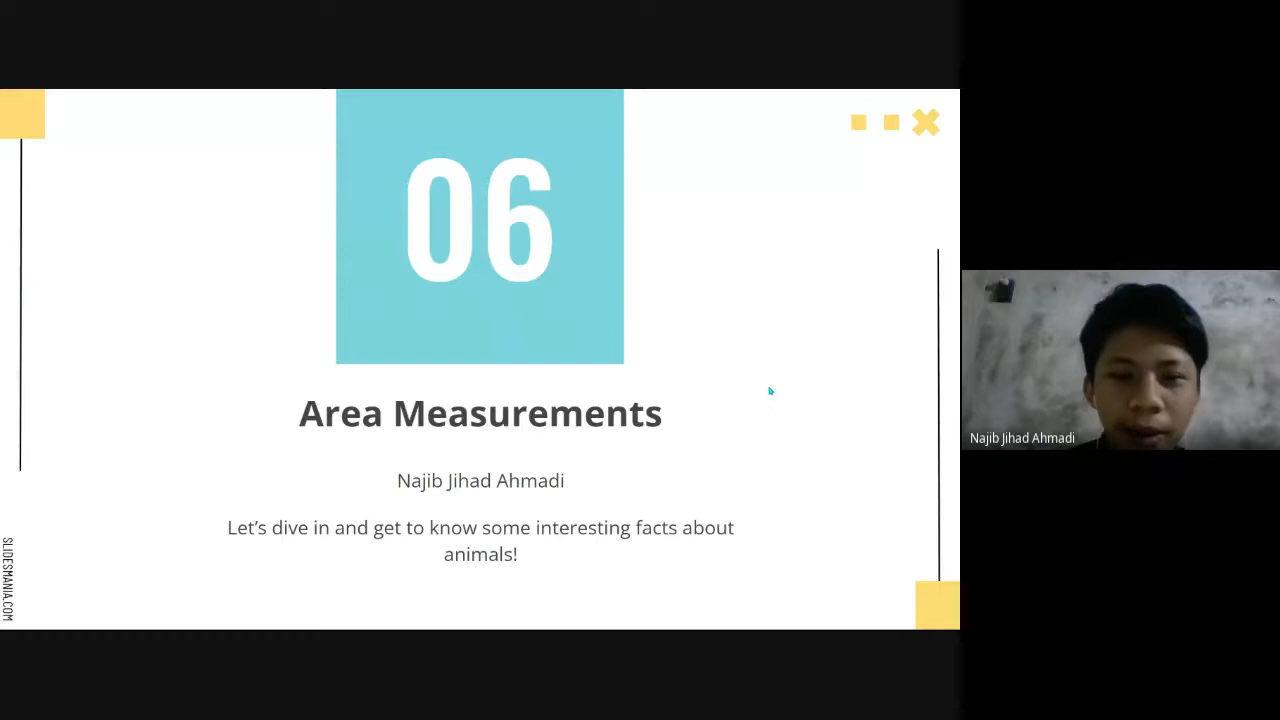 06
Area Measurements
Najib Jihad Ahmadi
Let’s dive in and get to know some interesting facts about
animals!
SLIDESMANIA.COM
Najib Jihad Ahmadi